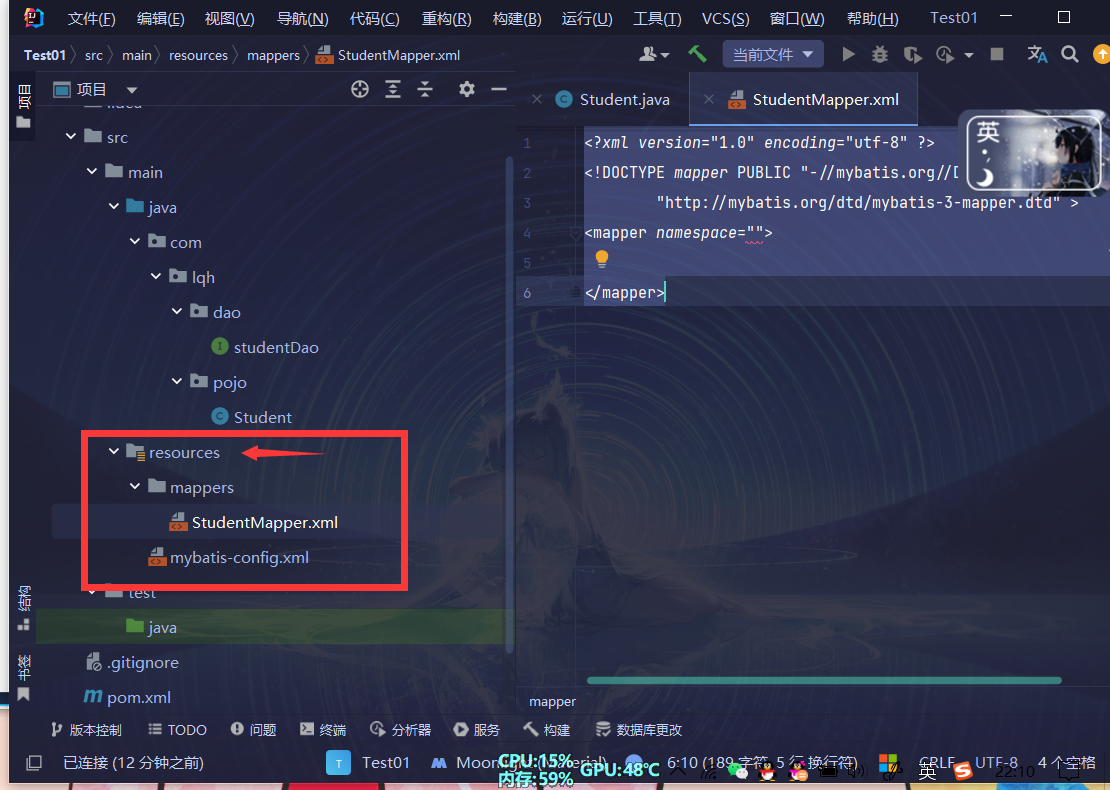 文件(F) 编辑(E) 视图(V) 导航(N) 代码(C) 重构(R) 构建(B) 运行(U) 工具(T) VCS(S) 窗口(W) 帮助(H) Test01
Test01 src main resources mappers StudentMapper.xml 当前文件
项目
项目
Student.java StudentMapper.xml
src
main
java
com
lqh
dao
studentDao
pojo
Student
resources
mappers
StudentMapper.xml
mybatis-config.xml
test
java
.gitignore
pom.xml
结构
书签
1 <?xml version="1.0" encoding="utf-8" ?>
2 <!DOCTYPE mapper PUBLIC "-//mybatis.org//D
3 "http://mybatis.org/dtd/mybatis-3-mapper.dtd" >
4 <mapper namespace="">
5
6 </mapper>
英
mapper
版本控制 TODO 问题 终端 分析器 服务 构建 数据库更改
已连接 (12 分钟之前) T Test01 6:10 (189 字符, 5 行 换行符) CRLF UTF-8 4 个空格
CPU:15%
内存:59% GPU:48℃
英 22:10